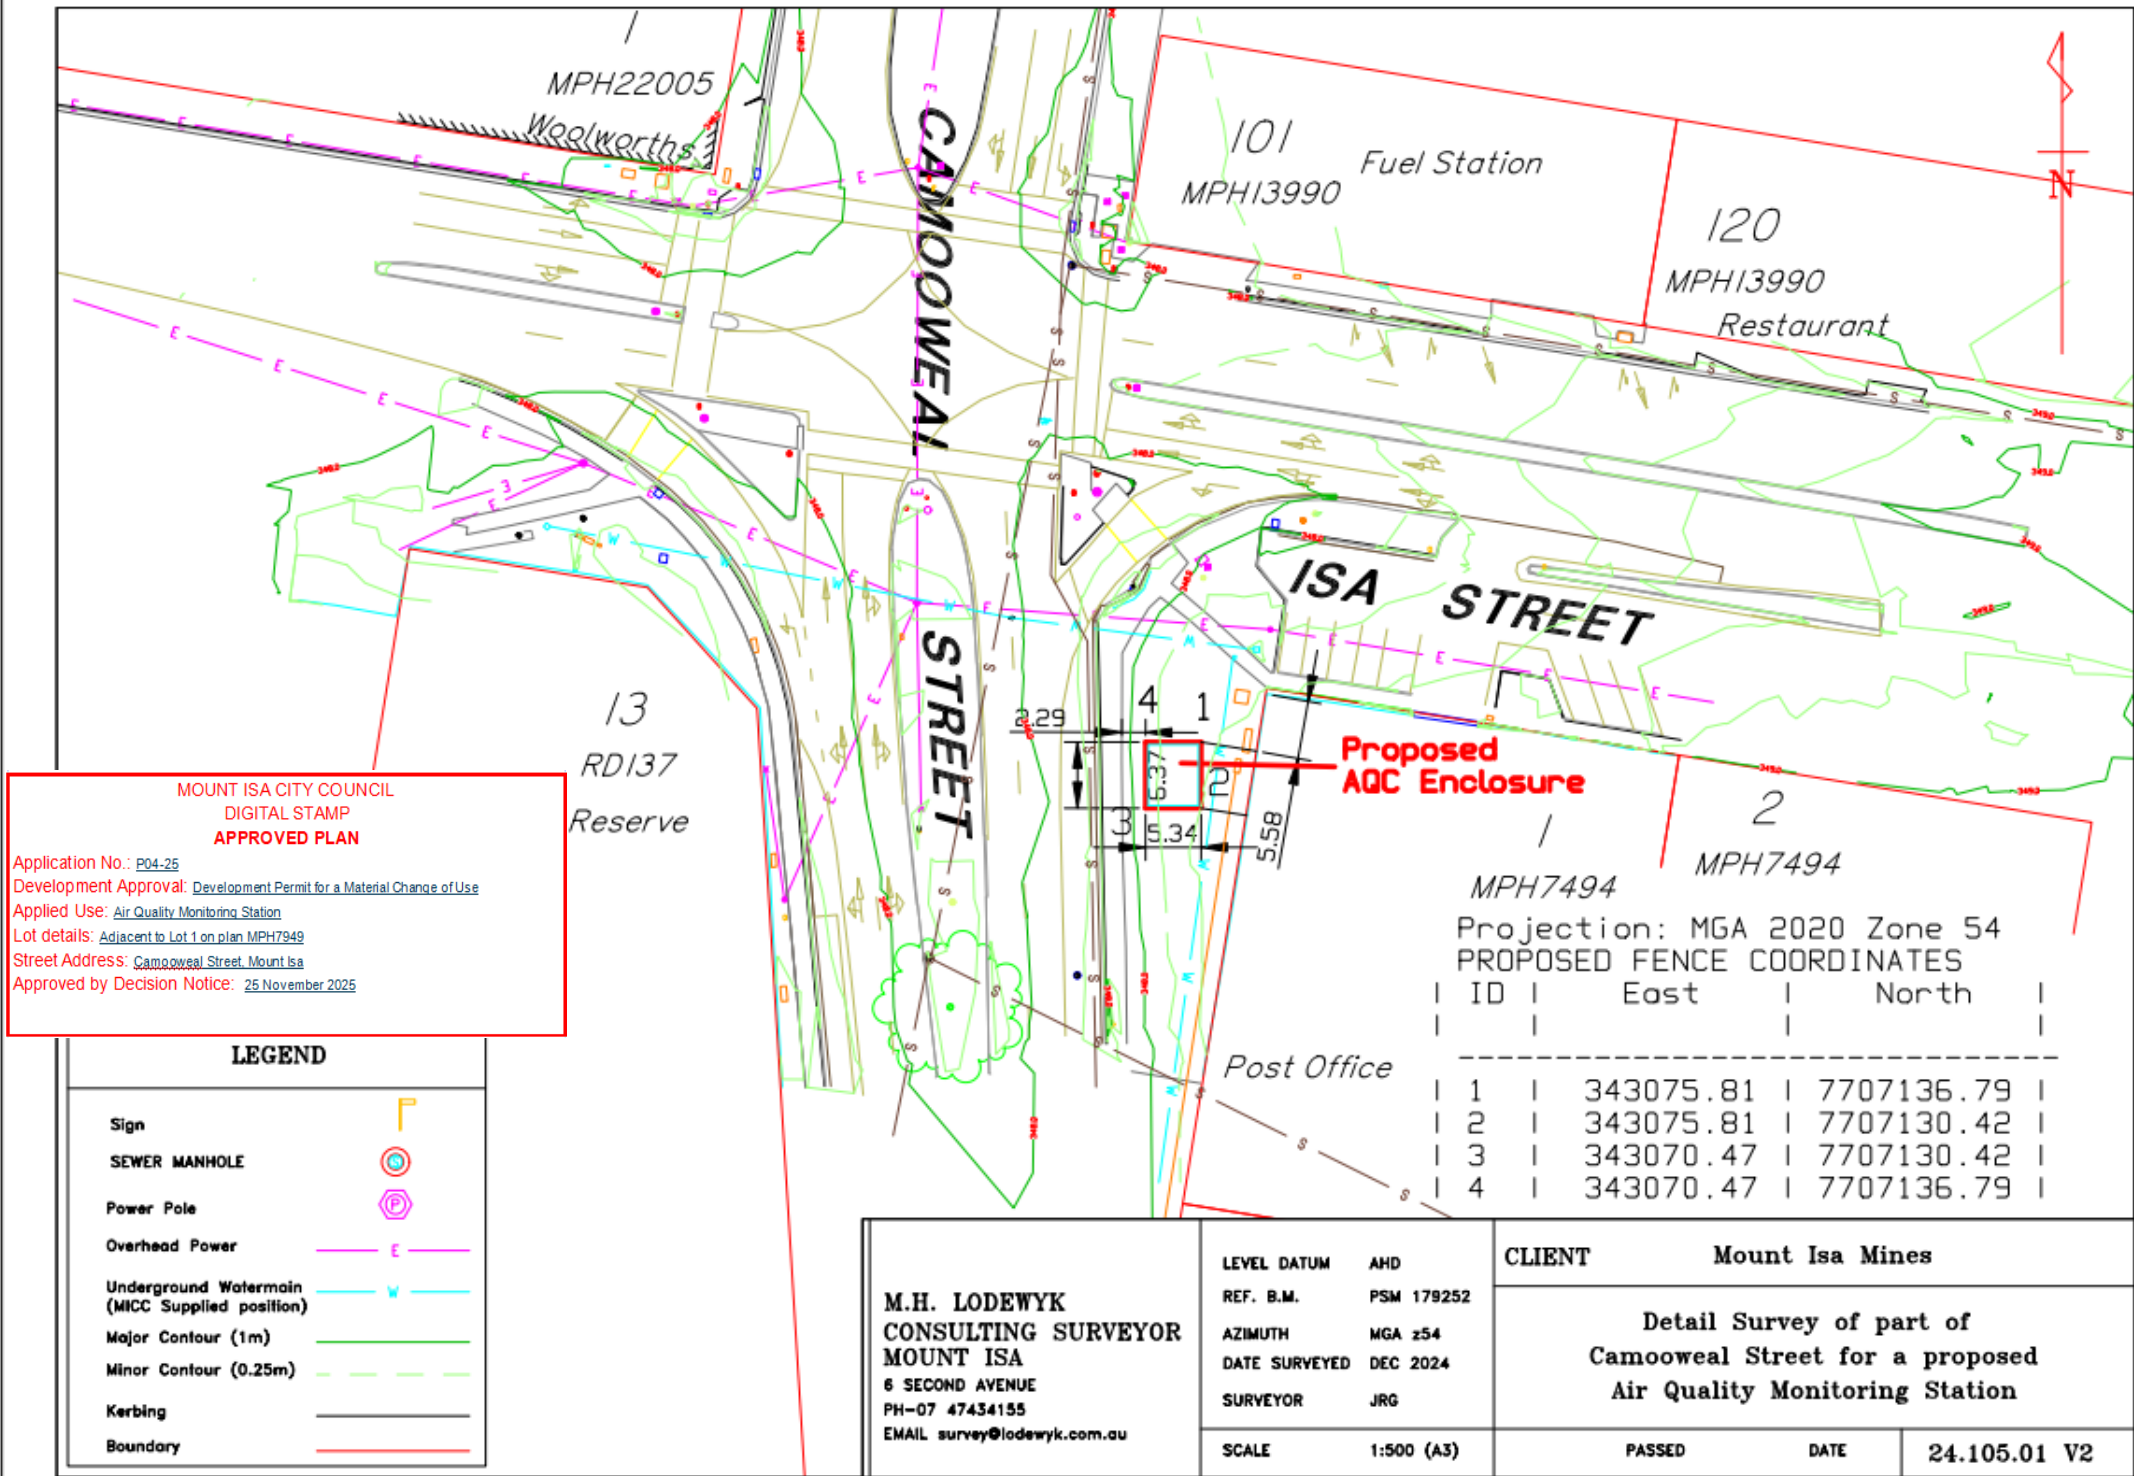 1
MPH22005
Woolworths
CAMOOWEAL
STREET
101
MPH13990
Fuel Station
120
MPH13990
Restaurant
N
ISA STREET
13
RD137
Reserve
2.29
4
1
6.37
2
3
5.34
5.58
Proposed
AQC Enclosure
1
MPH7494
2
MPH7494
Post Office
MOUNT ISA CITY COUNCIL
DIGITAL STAMP
APPROVED PLAN
Application No.: P04-25
Development Approval: Development Permit for a Material Change of Use
Applied Use: Air Quality Monitoring Station
Lot details: Adjacent to Lot 1 on plan MPH7949
Street Address: Camooweal Street, Mount Isa
Approved by Decision Notice: 25 November 2025
Projection: MGA 2020 Zone 54
PROPOSED FENCE COORDINATES
| ID | East | North |
| 1 | 343075.81 | 7707136.79 |
| 2 | 343075.81 | 7707130.42 |
| 3 | 343070.47 | 7707130.42 |
| 4 | 343070.47 | 7707136.79 |
LEGEND
Sign
SEWER MANHOLE
S
Power Pole
P
Overhead Power
E
Underground Watermain
W
(MICC Supplied position)
Major Contour (1m)
Minor Contour (0.25m)
Kerbing
Boundary
M.H. LODEWYK
CONSULTING SURVEYOR
MOUNT ISA
6 SECOND AVENUE
PH-07 47434155
EMAIL survey@lodewyk.com.au
LEVEL DATUM AHD
REF. B.M. PSM 179252
AZIMUTH MGA z54
DATE SURVEYED DEC 2024
SURVEYOR JRG
SCALE 1:500 (A3)
CLIENT Mount Isa Mines
Detail Survey of part of
Camooweal Street for a proposed
Air Quality Monitoring Station
PASSED DATE 24.105.01 V2